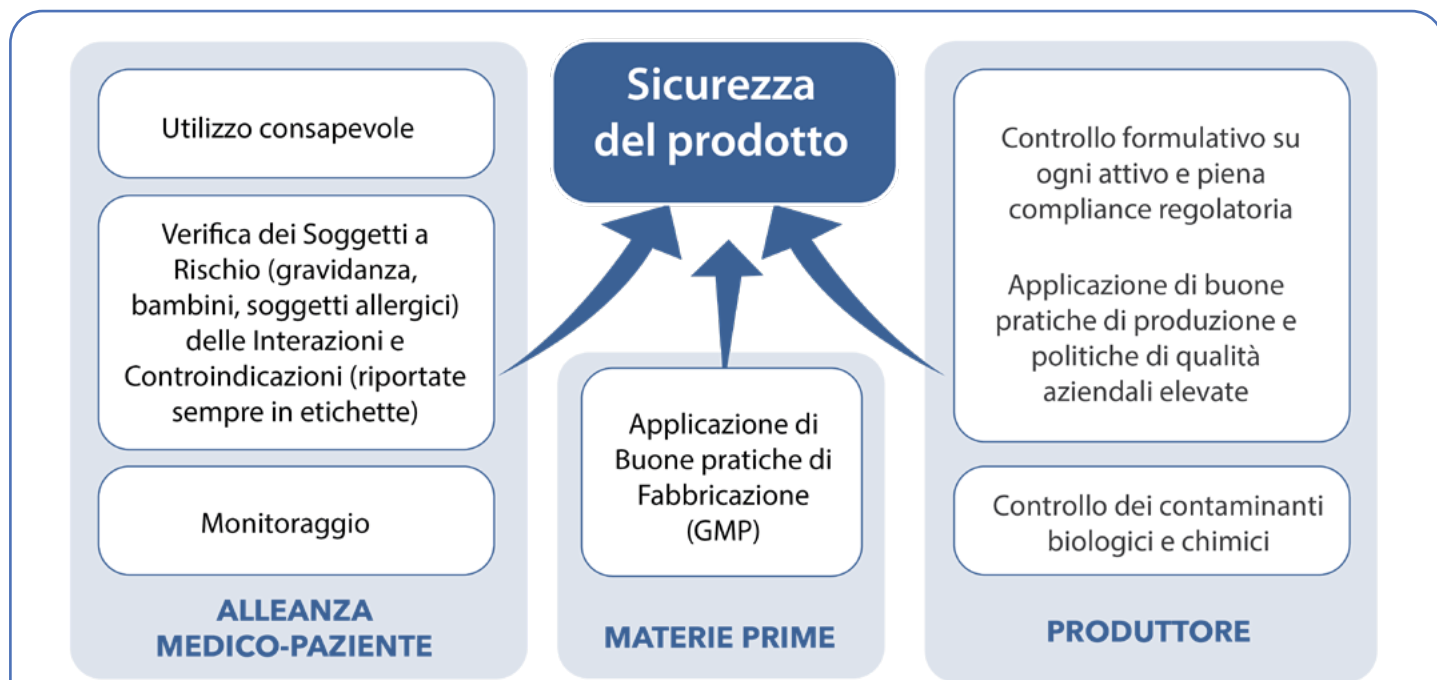 Sicurezza
del prodotto
Utilizzo consapevole
Verifica dei Soggetti a
Rischio (gravidanza,
bambini, soggetti allergici)
delle Interazioni e
Controindicazioni (riportate
sempre in etichette)
Monitoraggio
ALLEANZA
MEDICO-PAZIENTE
Applicazione di
Buone pratiche di
Fabbricazione
(GMP)
MATERIE PRIME
Controllo formulativo su
ogni attivo e piena
compliance regolatoria
Applicazione di buone
pratiche di produzione e
politiche di qualità
aziendali elevate
Controllo dei contaminanti
biologici e chimici
PRODUTTORE